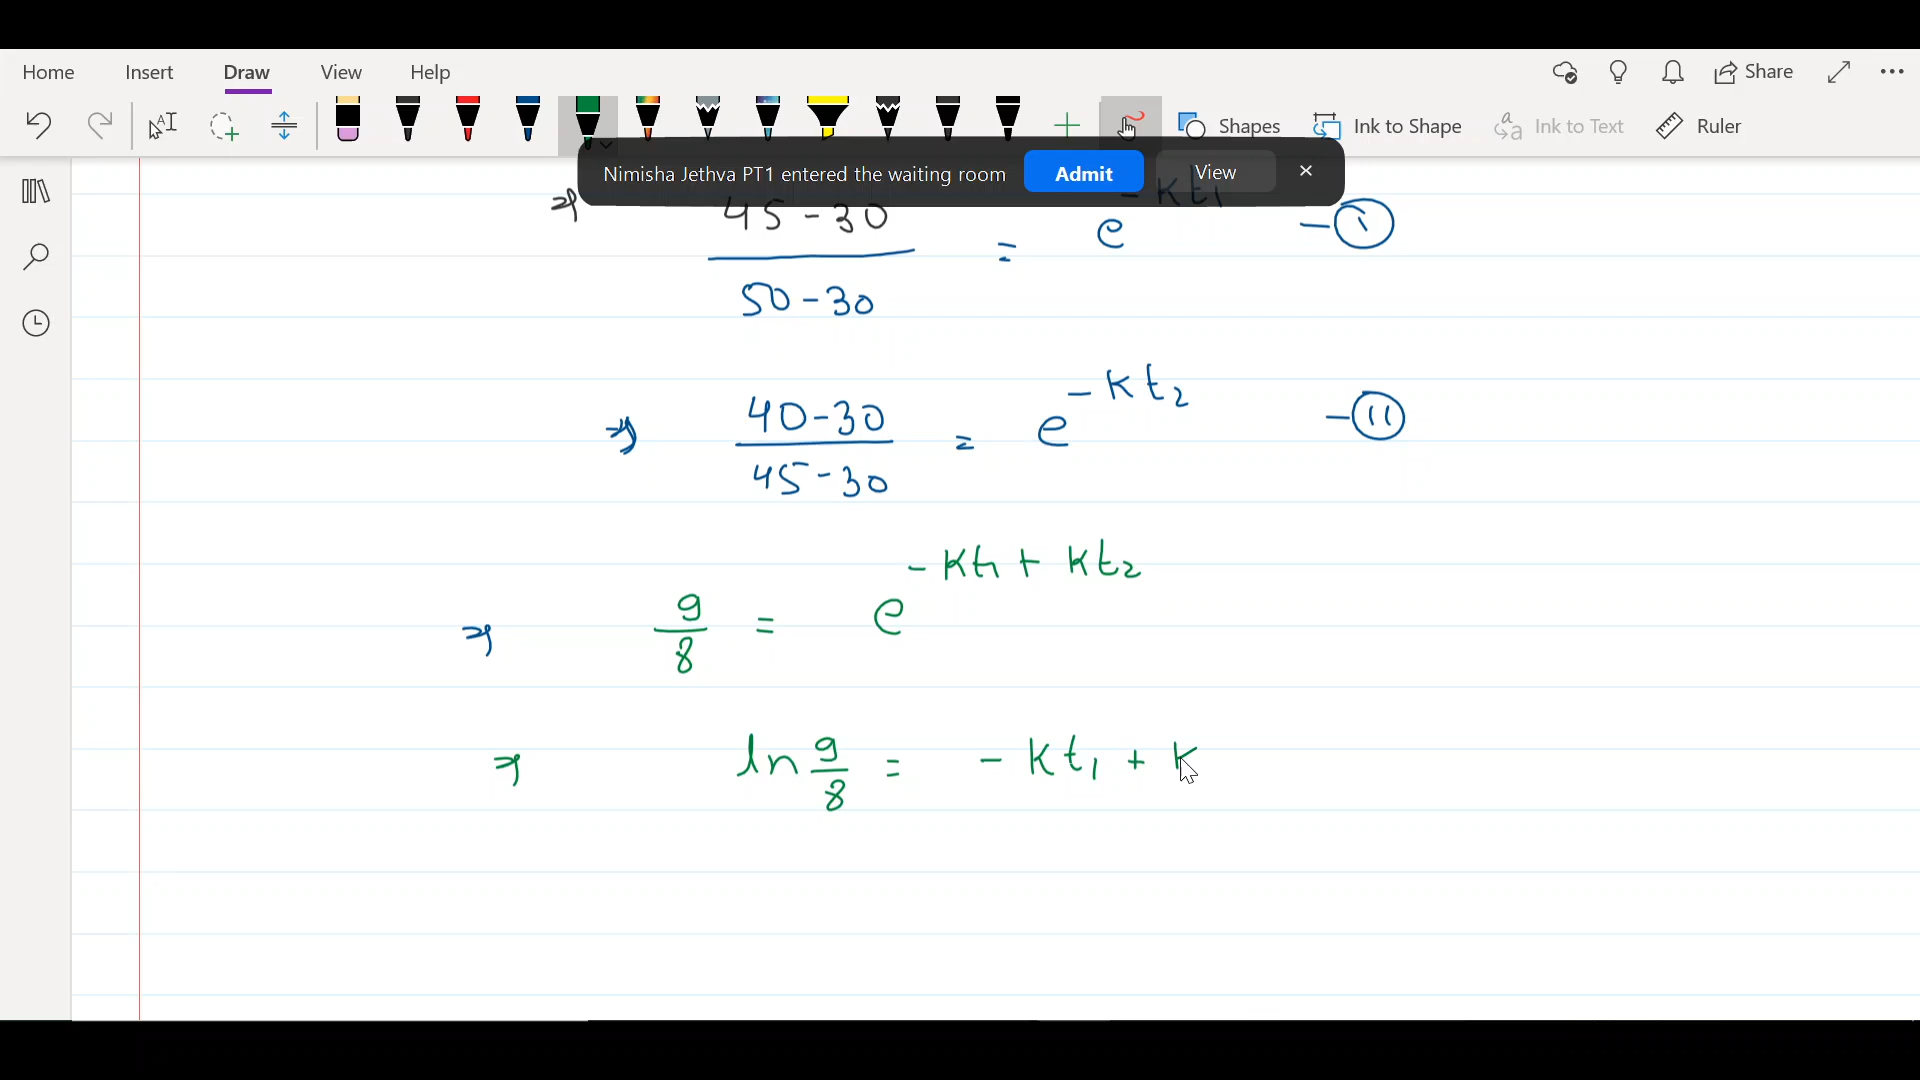 Home Insert Draw View Help Share
Shapes Ink to Shape Ink to Text Ruler
Nimisha Jethva PT1 entered the waiting room Admit View ×
⇒ 45-30 / 50-30 = e^-kt1 - (1)
⇒ 40-30 / 45-30 = e^-kt2 - (11)
⇒ 9/8 = e^-kt1 + kt2
⇒ ln 9/8 = - kt1 + k